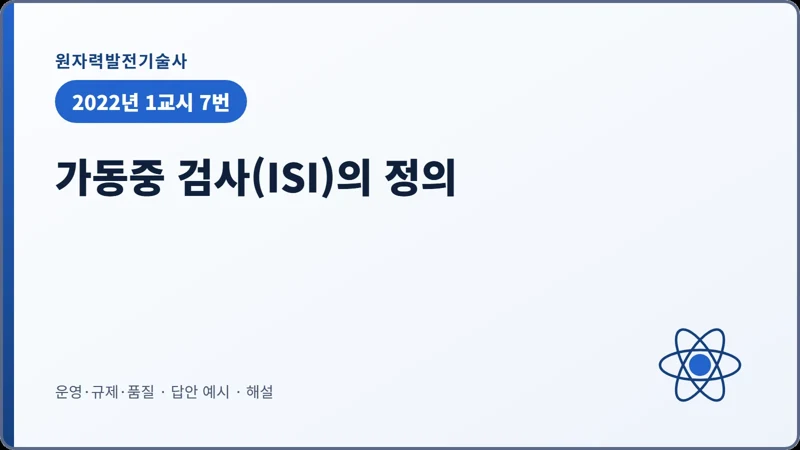 원자력발전기술사
2022년 1교시 7번
가동중 검사(ISI)의 정의
운영·규제·품질 · 답안 예시 · 해설